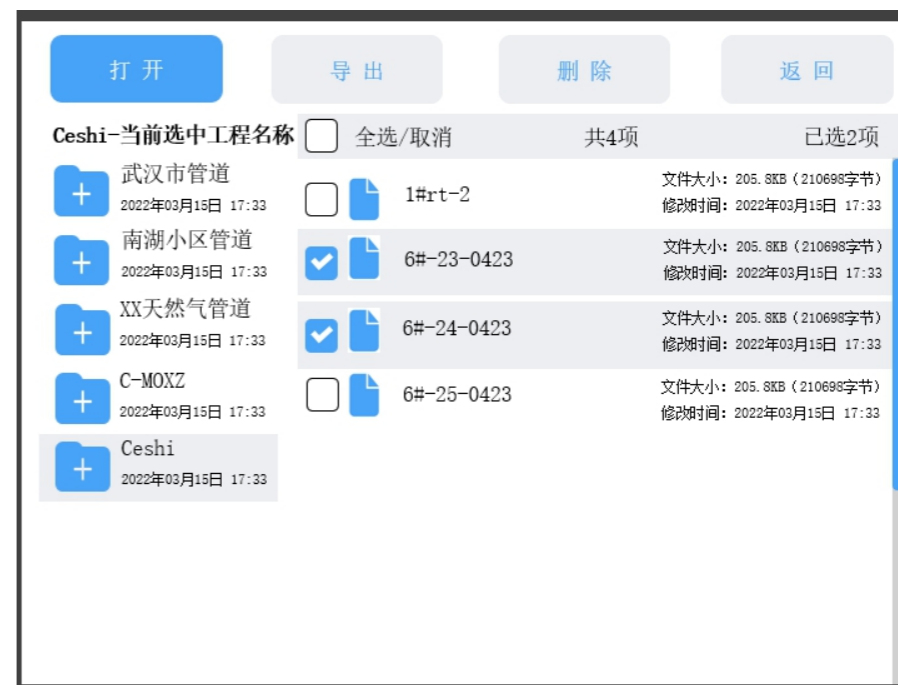 打 开
导 出
删 除
返 回
Ceshi-当前选中工程名称
全选/取消
共4项
已选2项
武汉市管道
2022年03月15日 17:33
南湖小区管道
2022年03月15日 17:33
XX天然气管道
2022年03月15日 17:33
C-MOXZ
2022年03月15日 17:33
Ceshi
2022年03月15日 17:33
1#rt-2
文件大小：205.8KB（210698字节）
修改时间：2022年03月15日 17:33
6#-23-0423
文件大小：205.8KB（210698字节）
修改时间：2022年03月15日 17:33
6#-24-0423
文件大小：205.8KB（210698字节）
修改时间：2022年03月15日 17:33
6#-25-0423
文件大小：205.8KB（210698字节）
修改时间：2022年03月15日 17:33